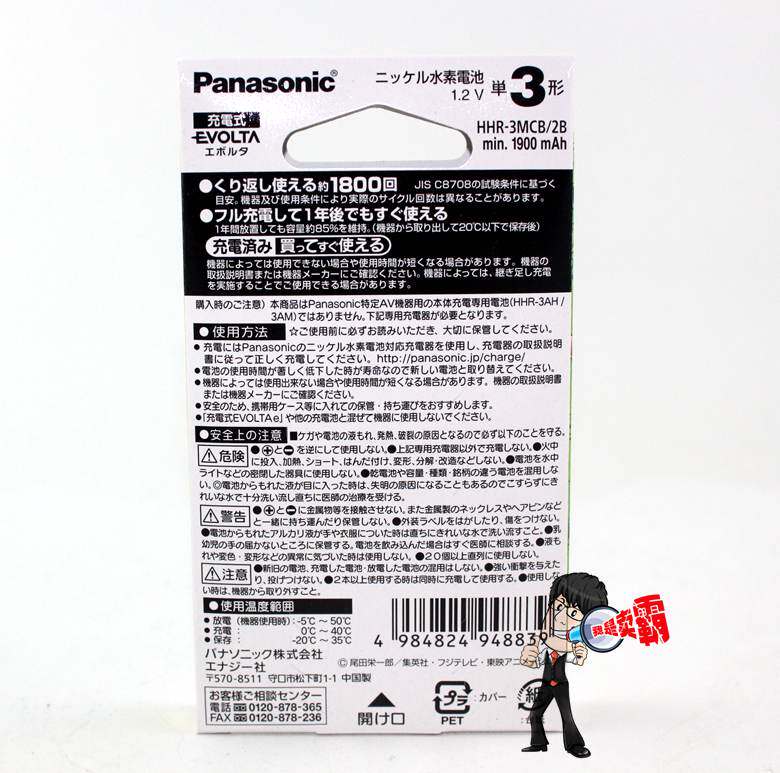 Panasonic®
ニッケル水素電池
1.2 V
単3形
充電式
EVOLTA
エボルタ
HHR-3MCB/2B
min. 1900 mAh
●くり返し使える約1800回 JIS C8708の試験条件に基づく
目安。機器及び使用条件により実際のサイクル回数は異なることがあります。
●フル充電して1年後でもすぐ使える
1年間放置しても容量約85%を維持。(機器から取り出して20℃以下で保存後)
充電済み 買ってすぐ使える
機器によっては使用できない場合や使用時間が短くなる場合があります。機器の
取扱説明書または機器メーカーにご確認ください。機器によっては、継ぎ足し充電
を実施することでご使用できる場合があります。
購入時のご注意) 本商品はPanasonic特定AV機器用の本体充電専用電池(HHR-3AH /
3AM)ではありません。下記専用充電器が必要となります。
●使用方法 ☆ご使用前に必ずお読みいただき、大切に保管してください。
• 充電にはPanasonicのニッケル水素電池対応充電器を使用し、充電器の取扱説明
書に従って正しく充電してください。http://panasonic.jp/charge/
●電池の使用時間が著しく低下した時が寿命なので新しい電池と取り替えてください。
●機器によっては使用出来ない場合や使用時間が短くなる場合があります。機器の取扱説明書
または機器メーカーにご確認ください。
●安全のため、携帯用ケース等に入れての保管・持ち運びをおすすめします。
●「充電式EVOLTA e」や他の充電池と混ぜて機器に使用しないでください。
●安全上の注意 ■ケガや電池の液もれ、発熱、破裂の原因となるので必ず以下のことを守る。
⚠危険 ●⊕と⊖を逆にして使用しない。●上記専用充電器以外で充電しない。●火中
に投入、加熱、ショート、はんだ付け、変形、分解・改造などしない。●電池を水中
ライトなどの密閉した器具に使用しない。●乾電池や容量・種類・銘柄の違う電池を混用しな
い。◎電池からもれた液が目に入った時は、失明の原因になることもあるのでこすらずにき
れいな水で十分洗い流し直ちに医師の治療を受ける。
⚠警告 ●⊕と⊖に金属物等を接触させない。また金属製のネックレスやヘアピンなど
と一緒に持ち運んだり保管しない。●外装ラベルをはがしたり、傷をつけない。
●電池からもれたアルカリ液が手や衣服についた時は直ちにきれいな水で洗い流すこと。●乳
幼児の手の届かないところに保管する。電池を飲み込んだ場合はすぐ医師に相談する。●液も
れや変色・変形などの異常に気づいた時は使用しない。●20個以上直列に使用しない。
⚠注意 ●新旧の電池、充電した電池・放電した電池の混用はしない。●強い衝撃を与えた
り、投げつけない。●2本以上使用する時は同時に充電して使用する。●使用しな
い時は、機器から取り外すこと。
●使用温度範囲
• 放電 (機器使用時): -5℃ ～ 50℃
• 充電: 0℃ ～ 40℃
• 保存: -20℃ ～ 35℃
パナソニック株式会社
エナジー社
〒570-8511 守口市松下町1-1 中国製
お客様ご相談センター
電話 0120-878-365
FAX 0120-878-236
4 984824 94883
© 尾田栄一郎／集英社・フジテレビ・東映アニメ
開け口
プラ
PET
:カバー
紙
我是卖霸